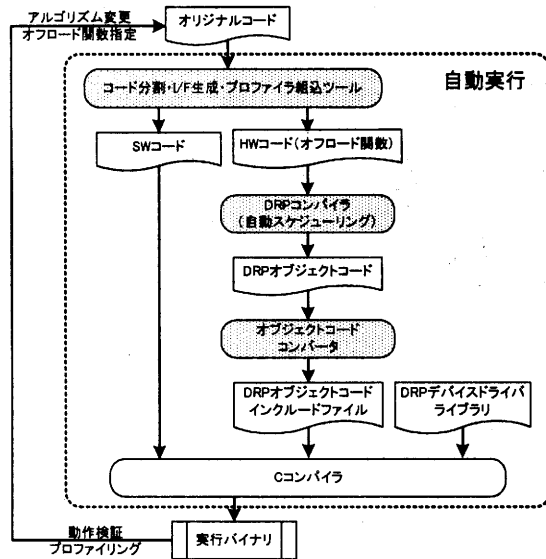 アルゴリズム変更
オフロード関数指定
オリジナルコード
自動実行
コード分割・I/F生成・プロファイラ組込ツール
SWコード
HWコード(オフロード関数)
DRPコンパイラ
(自動スケジューリング)
DRPオブジェクトコード
オブジェクトコード
コンバータ
DRPオブジェクトコード
インクルードファイル
DRPデバイスドライバ
ライブラリ
Cコンパイラ
動作検証
プロファイリング
実行バイナリ